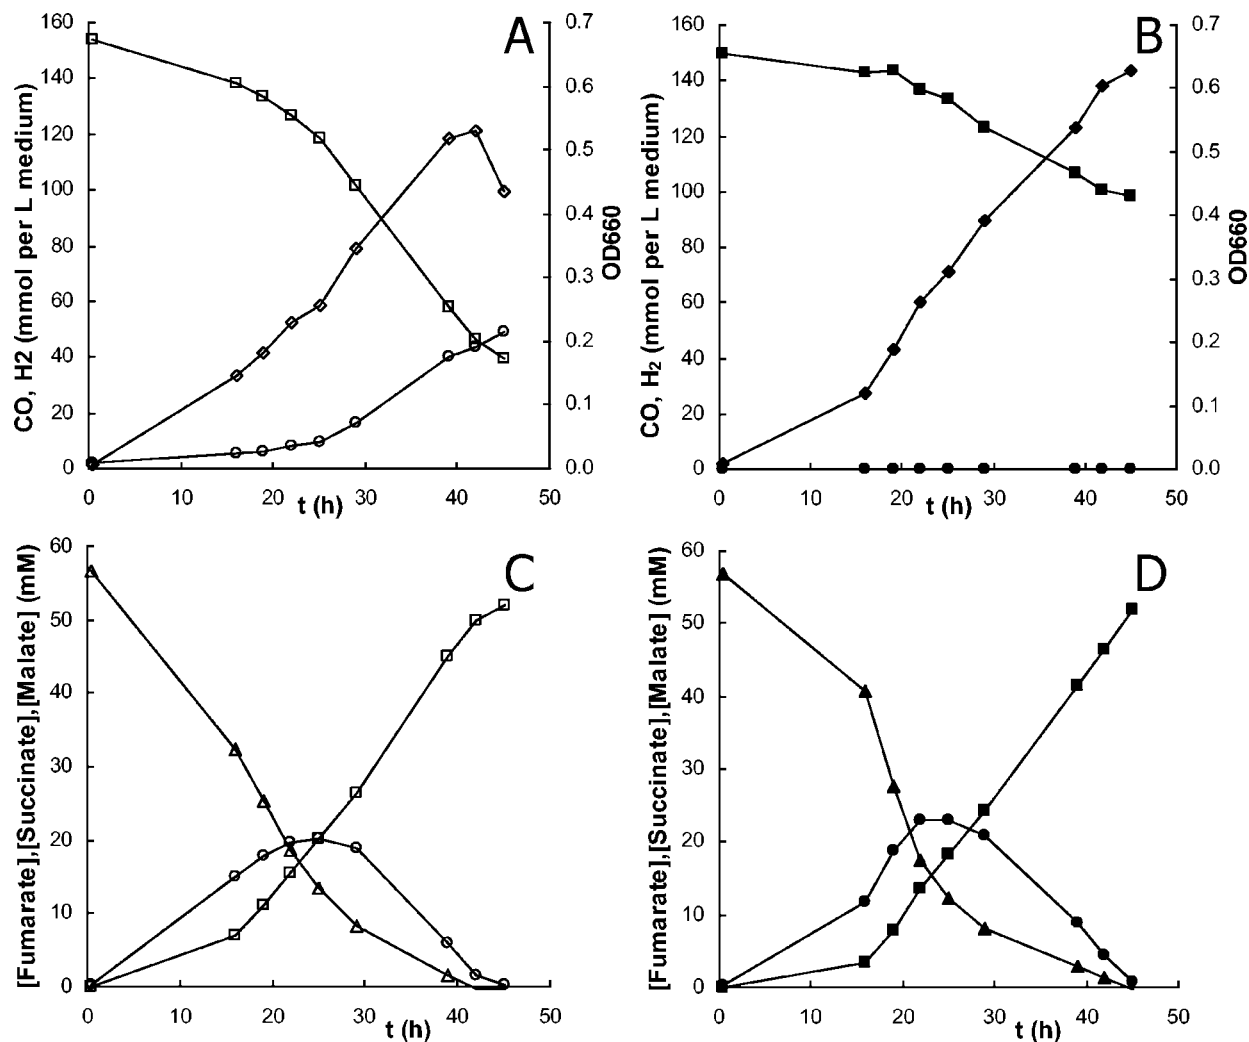 A
CO, H2 (mmol per L medium)
160
140
120
100
80
60
40
20
0
0.7
0.6
0.5
0.4
0.3
0.2
0.1
0.0
OD660
0 10 20 30 40 50
t (h)
B
CO, H₂ (mmol per L medium)
160
140
120
100
80
60
40
20
0
0.7
0.6
0.5
0.4
0.3
0.2
0.1
0.0
OD660
0 10 20 30 40 50
t (h)
C
[Fumarate],[Succinate],[Malate] (mM)
60
50
40
30
20
10
0
0 10 20 30 40 50
t (h)
D
[Fumarate],[Succinate],[Malate] (mM)
60
50
40
30
20
10
0
0 10 20 30 40 50
t (h)